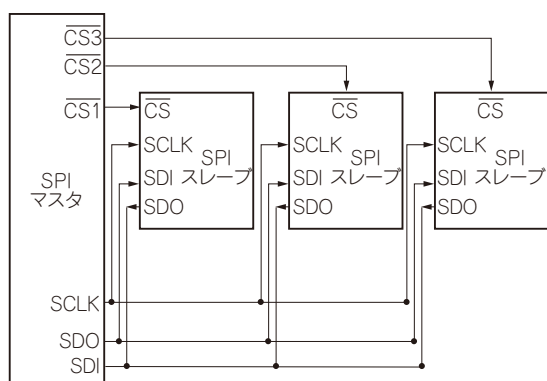 CS3
CS2
CS1
SPI
マスタ
SCLK
SDO
SDI
CS
SCLK
SPI
SDI スレーブ
SDO
CS
SCLK
SPI
SDI スレーブ
SDO
CS
SCLK
SPI
SDI スレーブ
SDO